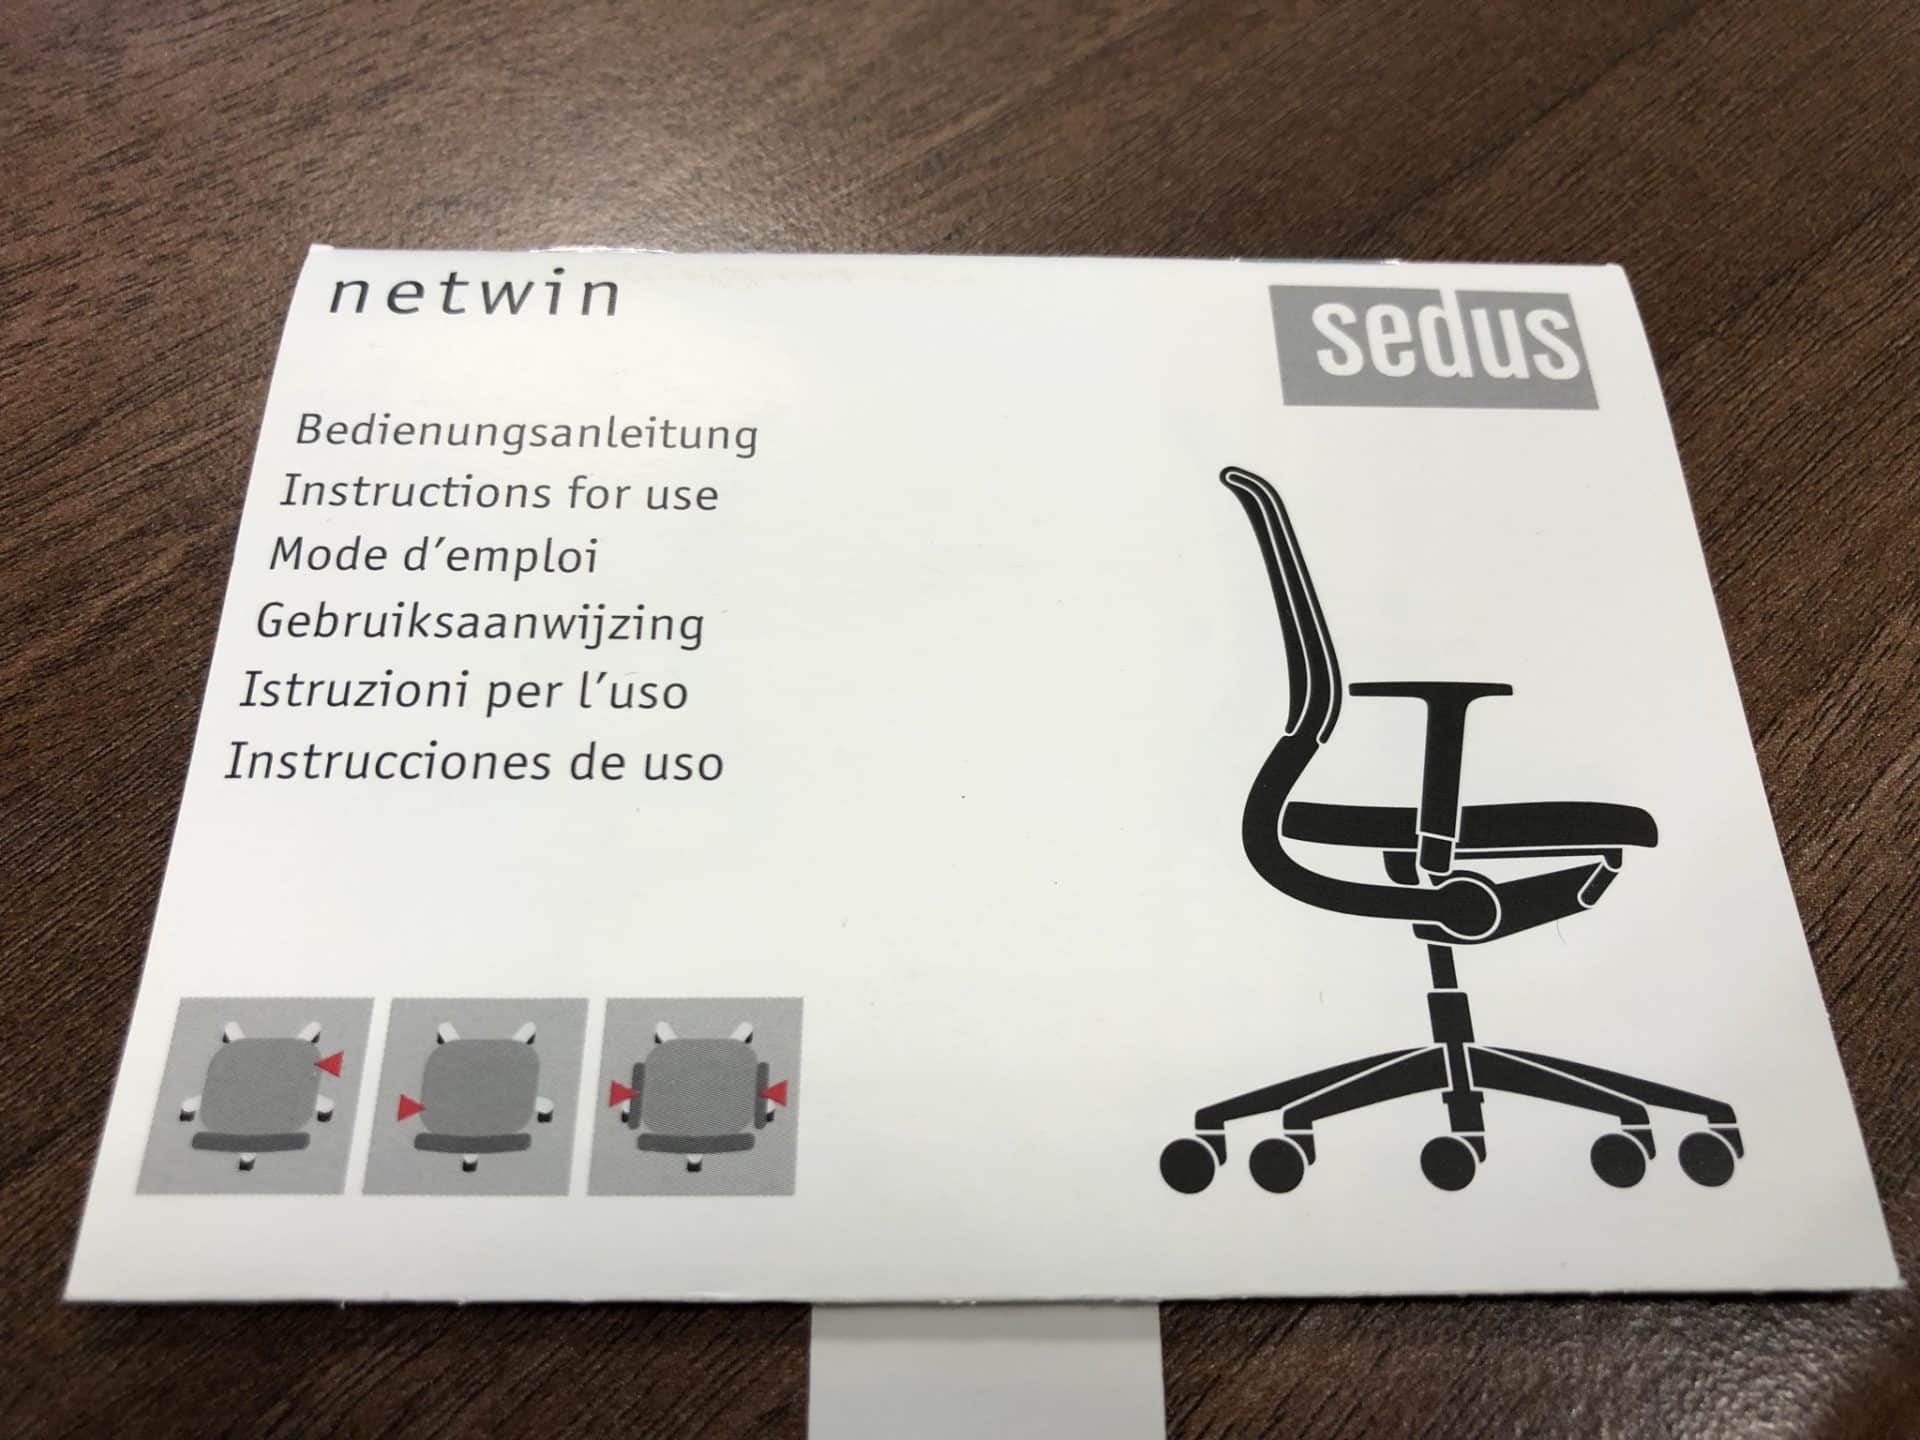 netwin
sedus
Bedienungsanleitung
Instructions for use
Mode d’emploi
Gebruiksaanwijzing
Istruzioni per l’uso
Instrucciones de uso